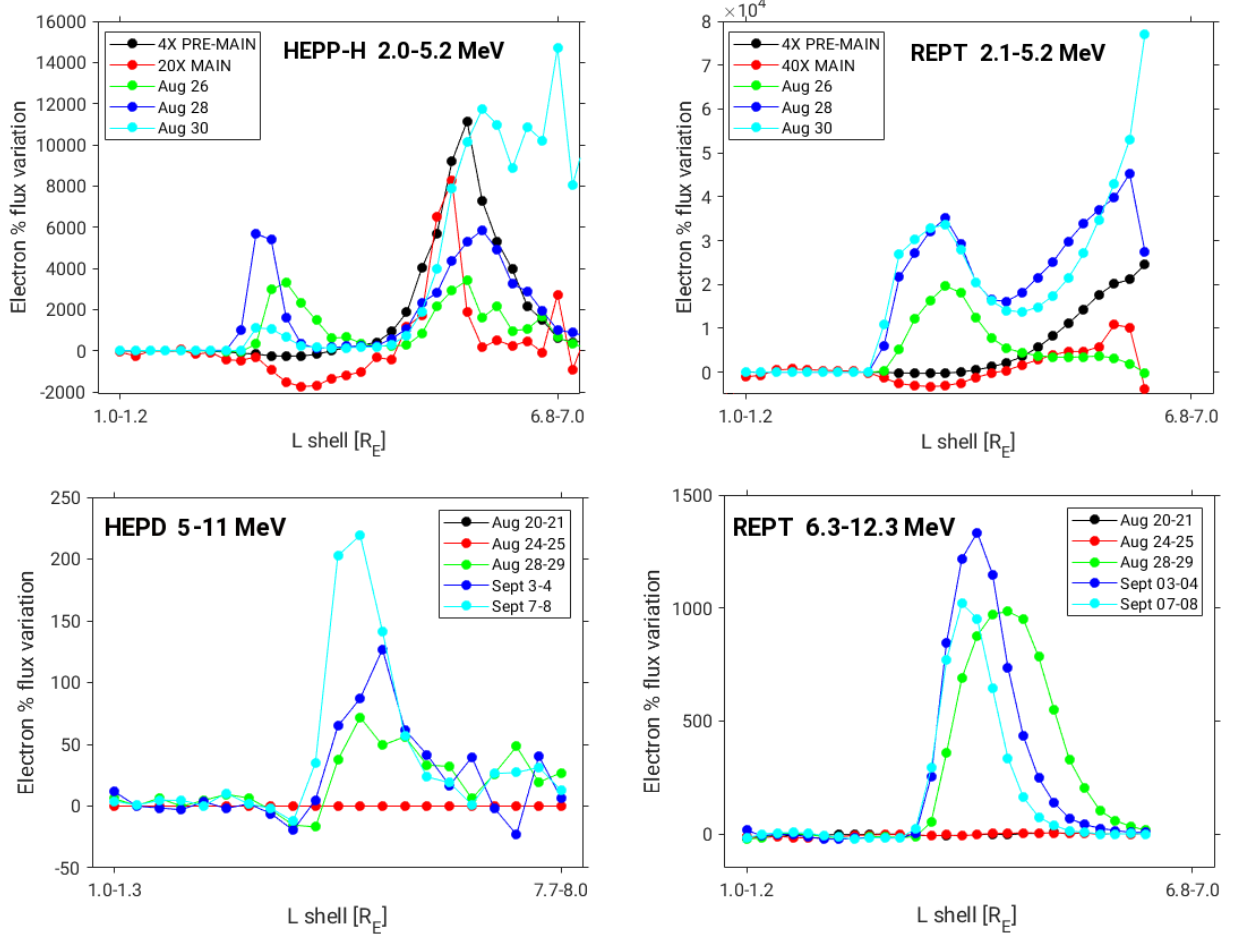 16000
14000
12000
10000
8000
6000
4000
2000
0
-2000
Electron % flux variation
4X PRE-MAIN
20X MAIN
Aug 26
Aug 28
Aug 30
HEPP-H 2.0-5.2 MeV
1.0-1.2
6.8-7.0
L shell [R_E]
×10^4
8
7
6
5
4
3
2
1
0
Electron % flux variation
4X PRE-MAIN
40X MAIN
Aug 26
Aug 28
Aug 30
REPT 2.1-5.2 MeV
1.0-1.2
6.8-7.0
L shell [R_E]
250
200
150
100
50
0
-50
Electron % flux variation
HEPD 5-11 MeV
Aug 20-21
Aug 24-25
Aug 28-29
Sept 3-4
Sept 7-8
1.0-1.3
7.7-8.0
L shell [R_E]
1500
1000
500
0
Electron % flux variation
REPT 6.3-12.3 MeV
Aug 20-21
Aug 24-25
Aug 28-29
Sept 03-04
Sept 07-08
1.0-1.2
6.8-7.0
L shell [R_E]